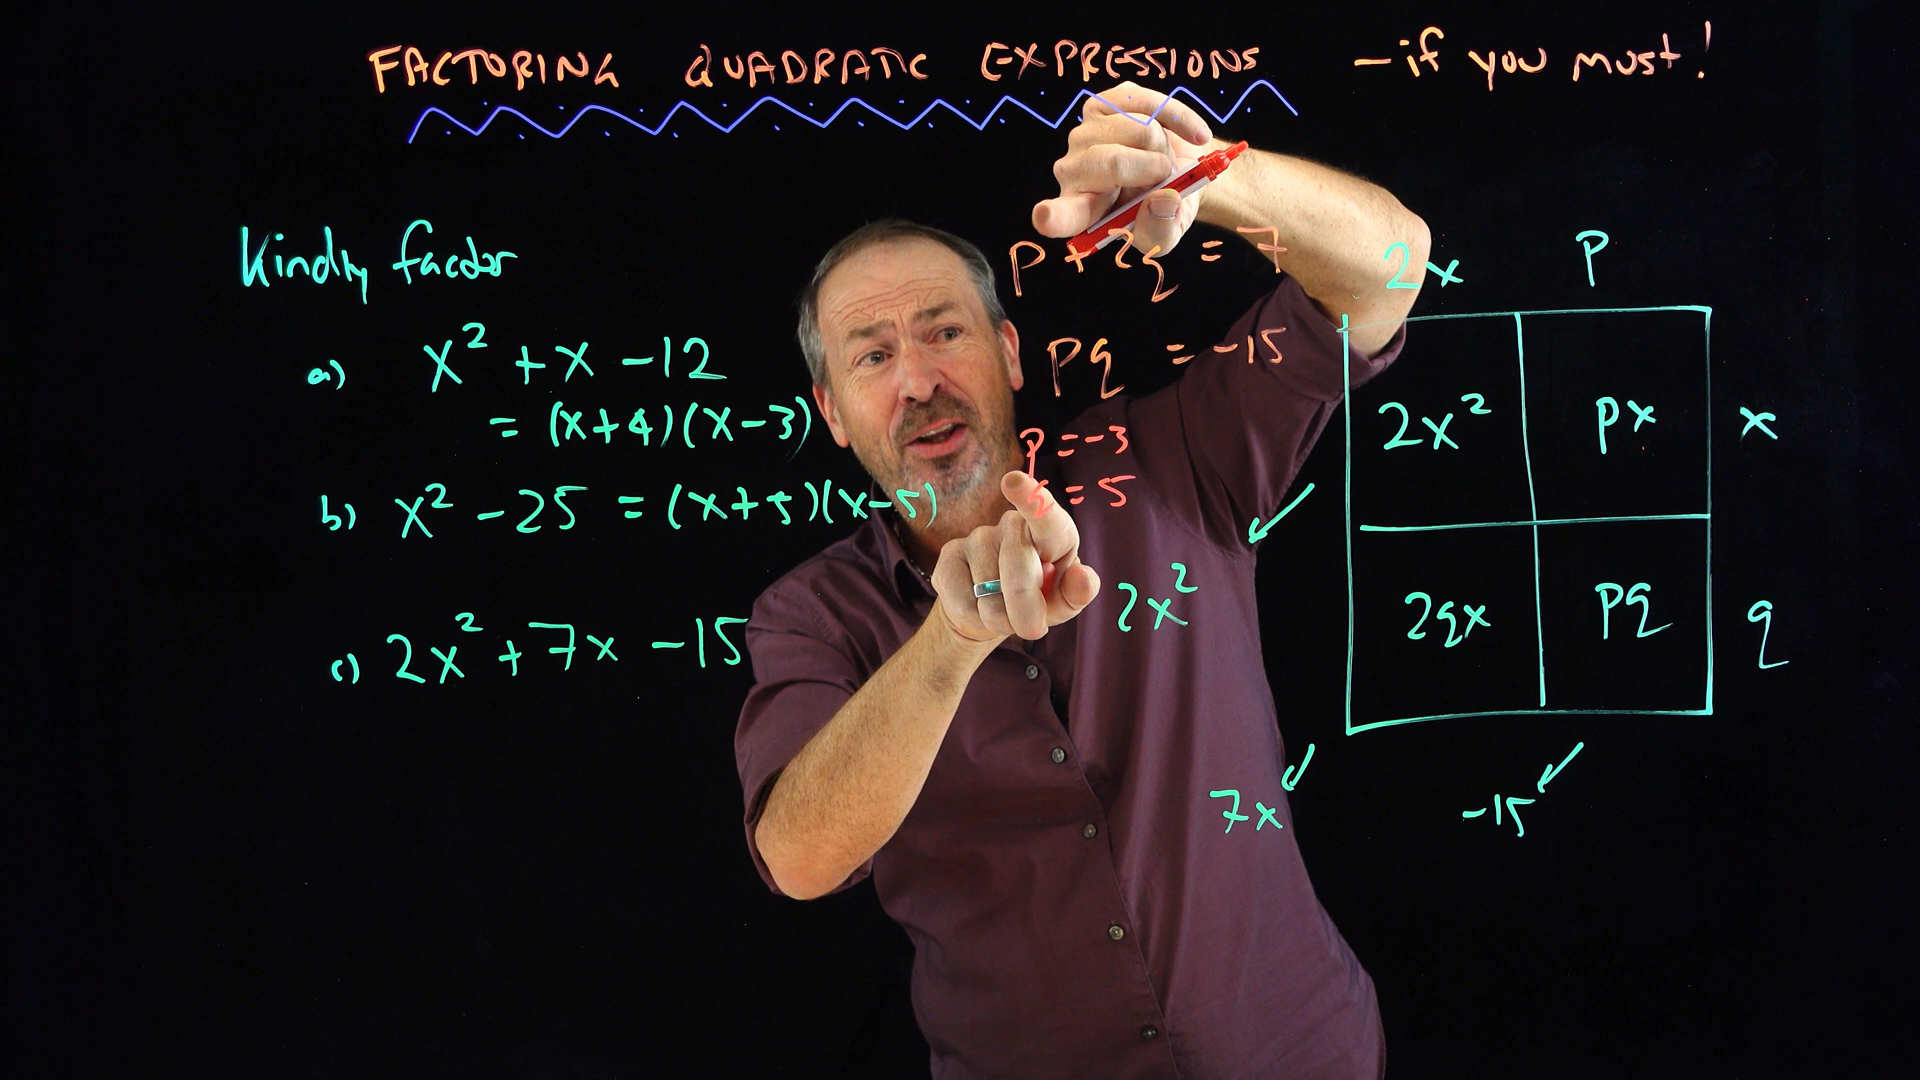 FACTORING QUADRATIC EXPRESSIONS - if you must!
Kindly factor
a) x² + x - 12
= (x+4)(x-3)
b) x² - 25 = (x+5)(x-5)
c) 2x² + 7x - 15
p + 2q = 7
pq = -15
p = -3
q = 5
2x p
2x² px x
2qx pq q
2x²
7x
-15